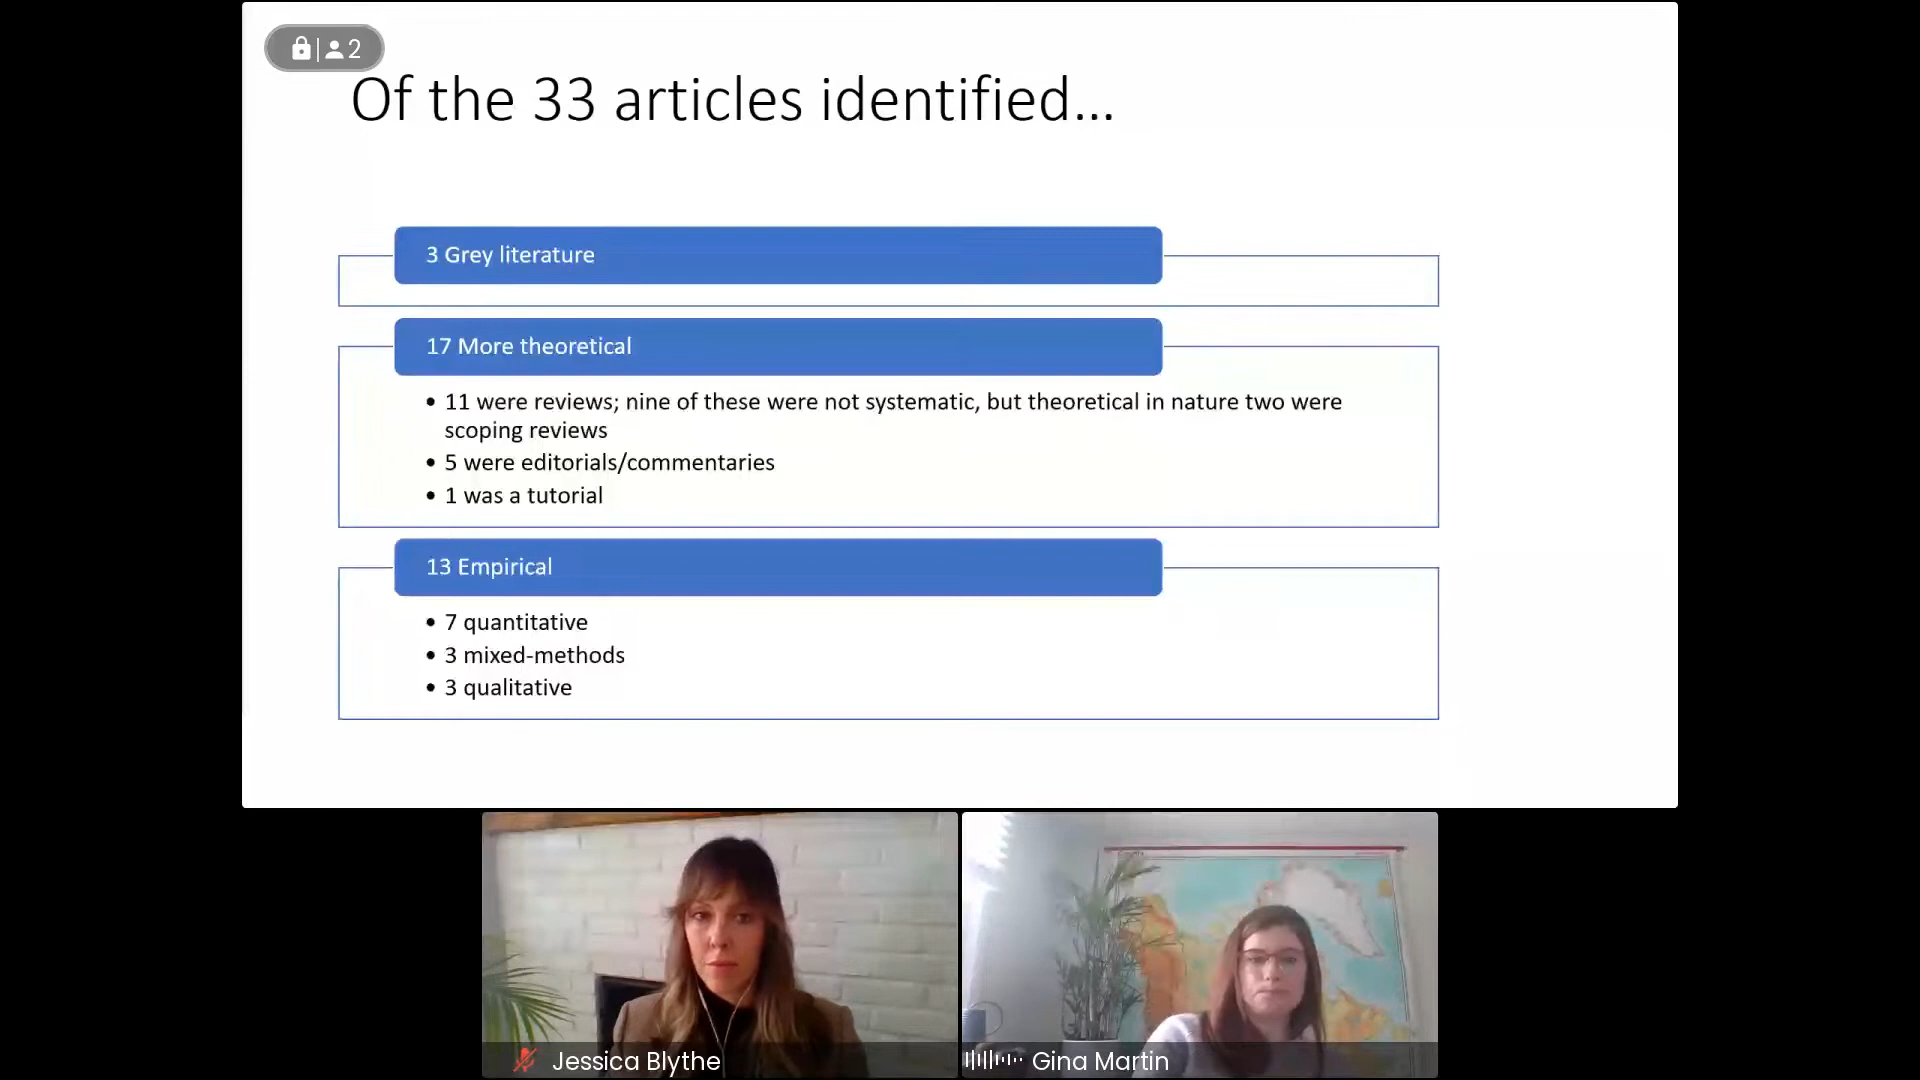 2
Of the 33 articles identified...
3 Grey literature
17 More theoretical
• 11 were reviews; nine of these were not systematic, but theoretical in nature two were
scoping reviews
• 5 were editorials/commentaries
• 1 was a tutorial
13 Empirical
• 7 quantitative
• 3 mixed-methods
• 3 qualitative
Jessica Blythe
Gina Martin